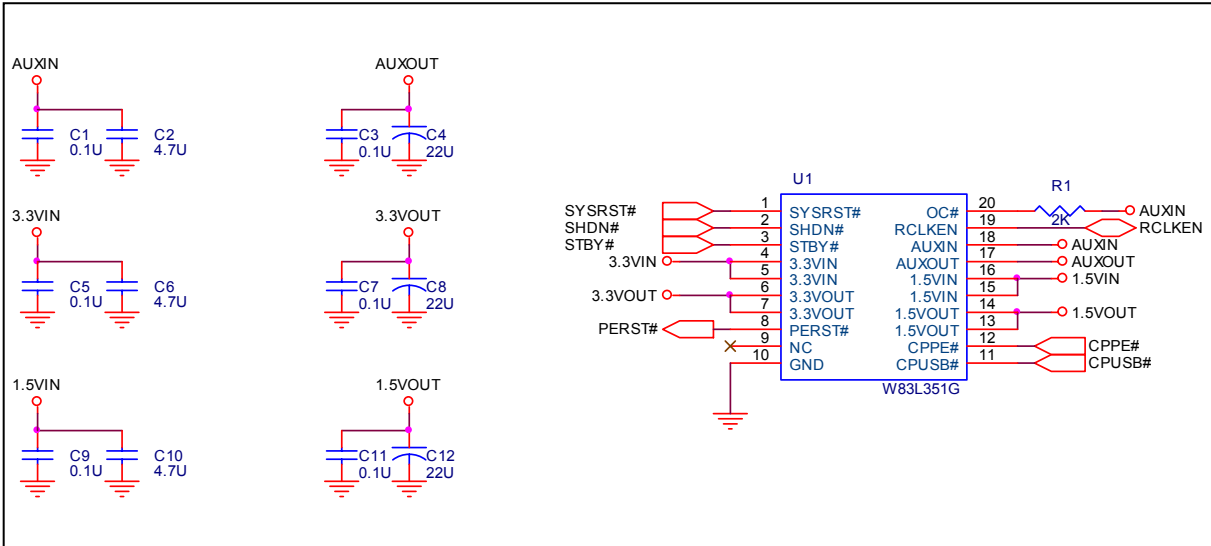 AUXIN
C1
0.1U
C2
4.7U
AUXOUT
C3
0.1U
C4
22U
3.3VIN
C5
0.1U
C6
4.7U
3.3VOUT
C7
0.1U
C8
22U
1.5VIN
C9
0.1U
C10
4.7U
1.5VOUT
C11
0.1U
C12
22U
U1
SYSRST# 1 SYSRST#
SHDN# 2 SHDN#
STBY# 3 STBY#
3.3VIN 4 3.3VIN
5 3.3VIN
3.3VOUT 6 3.3VOUT
7 3.3VOUT
PERST# 8 PERST#
9 NC
10 GND
R1
2K
OC# 20 AUXIN
RCLKEN 19 RCLKEN
AUXIN 18 AUXIN
AUXOUT 17 AUXOUT
1.5VIN 16 1.5VIN
1.5VIN 15
1.5VOUT 14 1.5VOUT
1.5VOUT 13
CPPE# 12 CPPE#
CPUSB# 11 CPUSB#
W83L351G